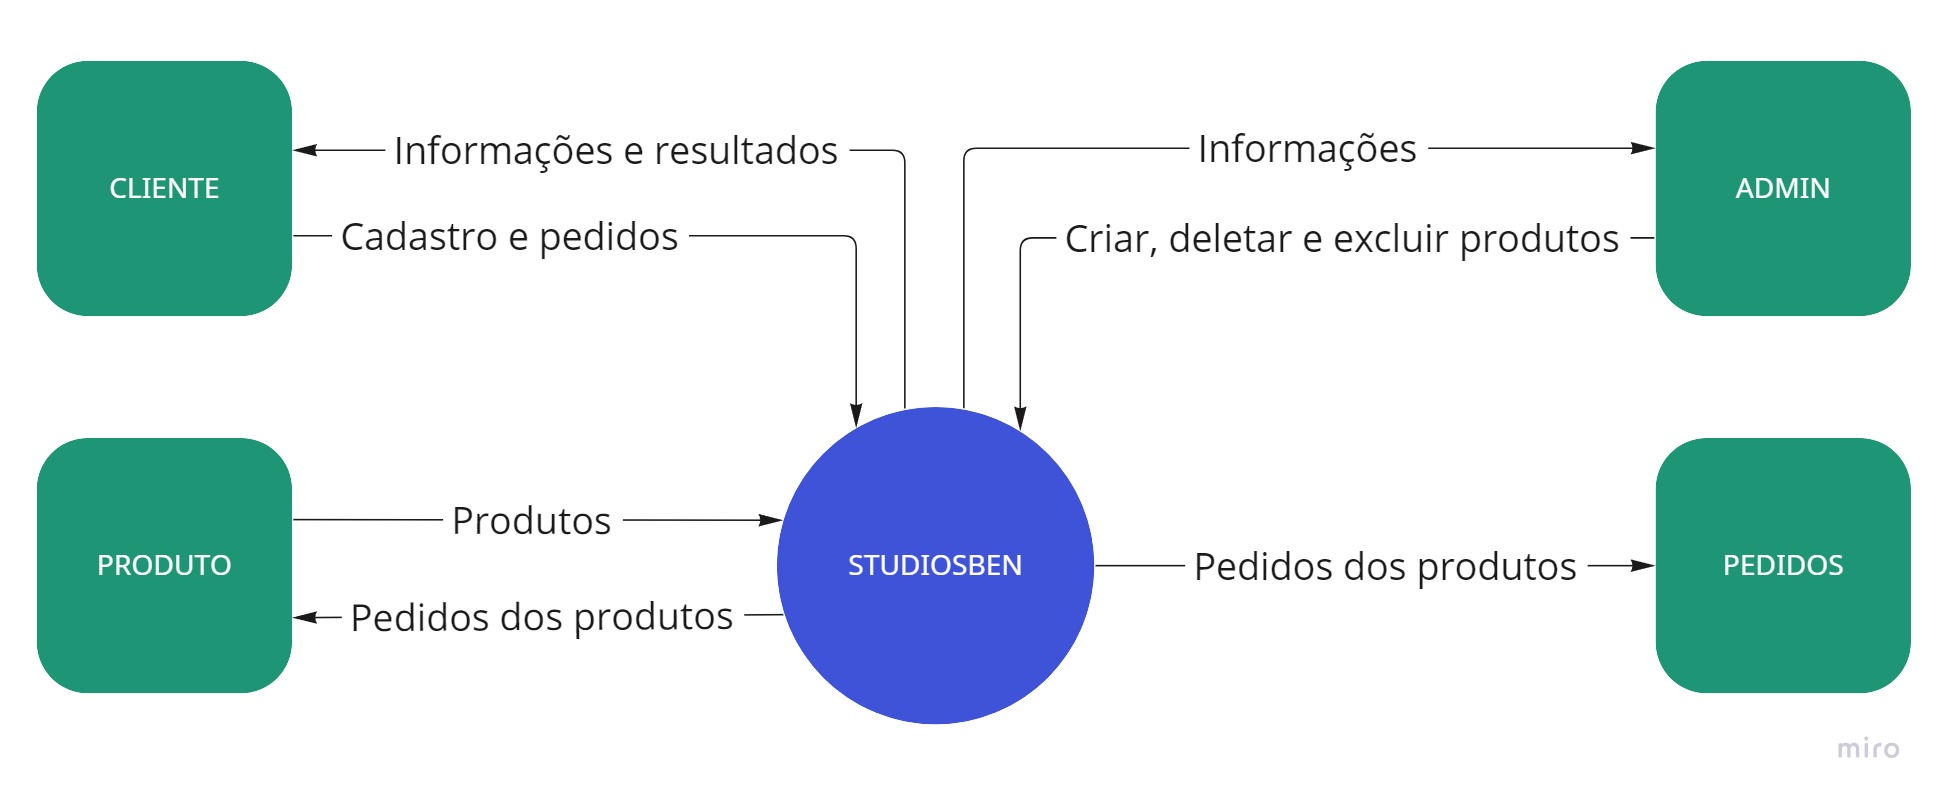 Informações e resultados
Informações
CLIENTE
ADMIN
Cadastro e pedidos
Criar, deletar e excluir produtos
Produtos
PRODUTO
STUDIOSBEN
Pedidos dos produtos
PEDIDOS
Pedidos dos produtos
miro